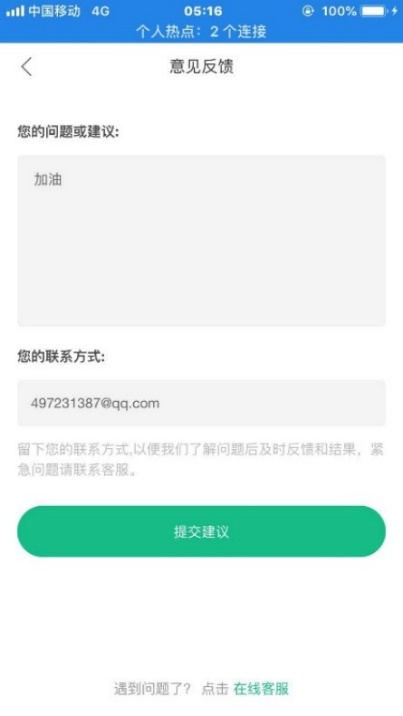 中国移动 4G 05:16 100%
个人热点：2 个连接
意见反馈
您的问题或建议:
加油
您的联系方式:
497231387@qq.com
留下您的联系方式,以便我们了解问题后及时反馈和结果，紧
急问题请联系客服。
提交建议
遇到问题了？ 点击 在线客服